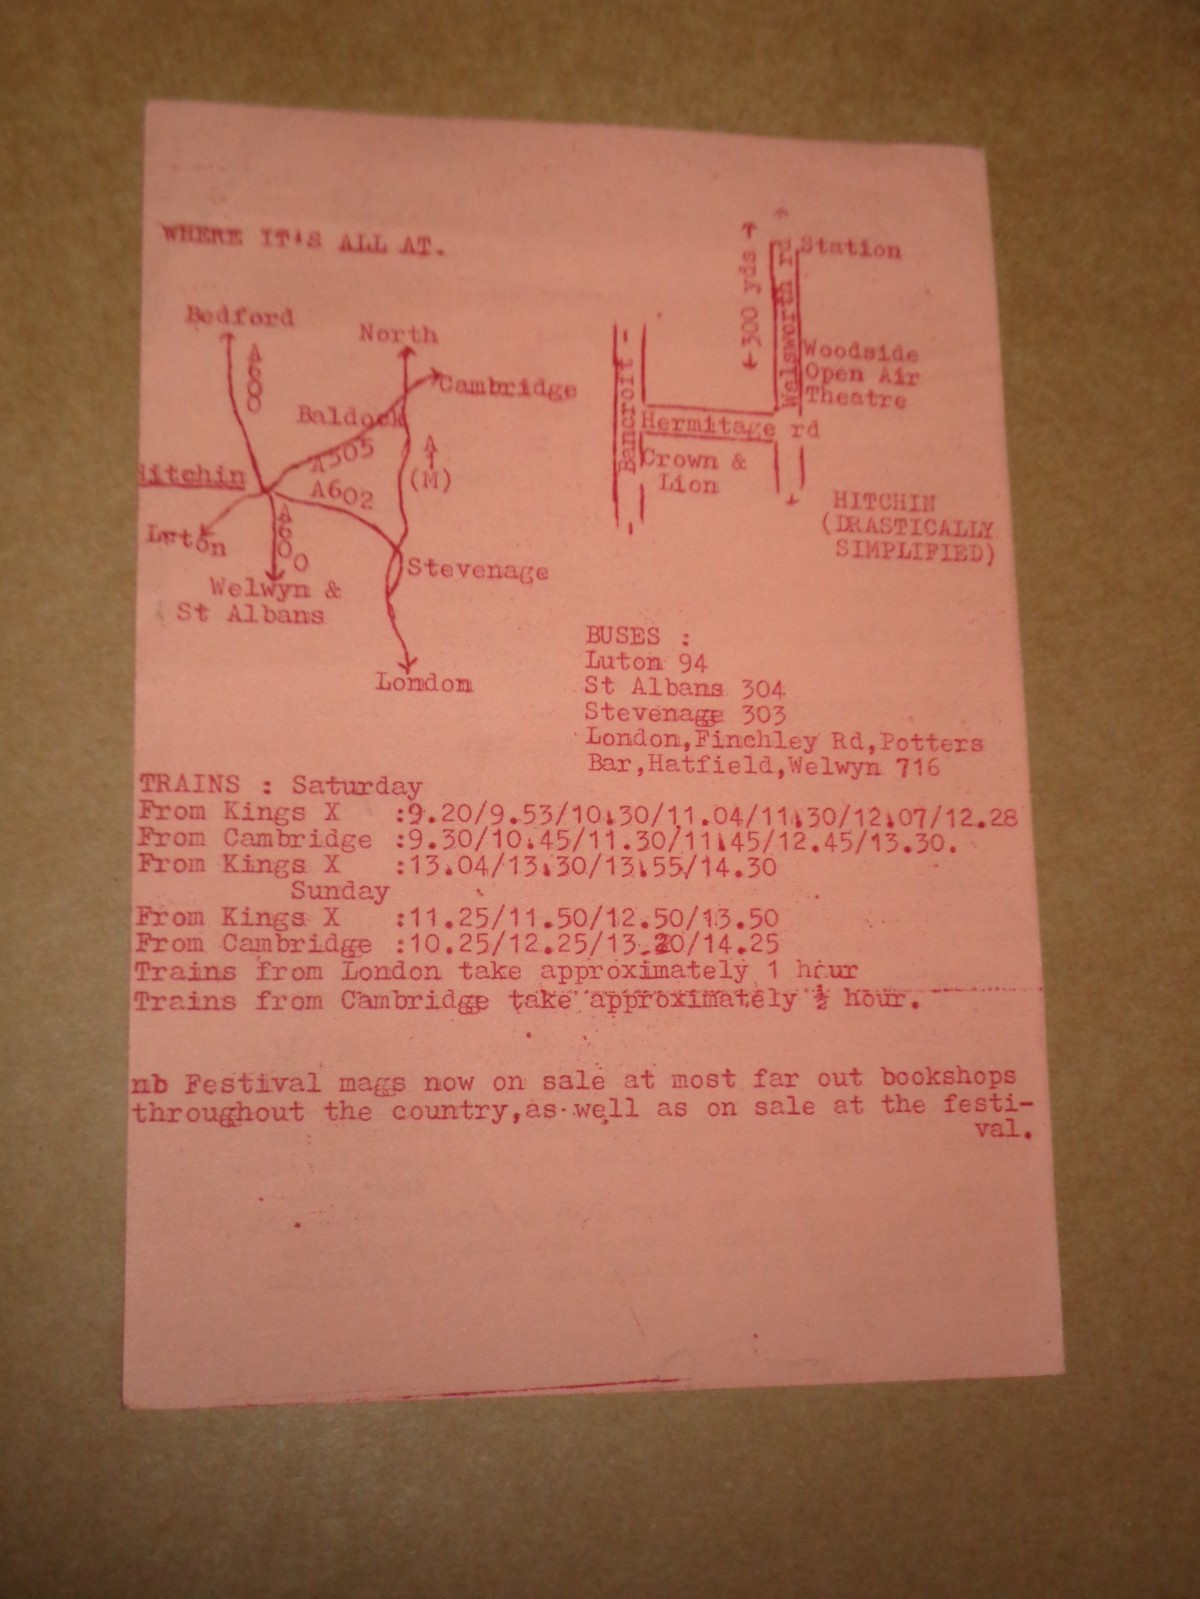 WHERE IT'S ALL AT.
Bedford
A600
North
Cambridge
Baldock
A505
A1(M)
Hitchin
A602
Luton
A600
Stevenage
Welwyn &
St Albans
London
←300 yds→
Walsworth rd
Station
Woodside
Open Air
Theatre
Bancroft -
Hermitage rd
Crown &
Lion
HITCHIN
(DRASTICALLY
SIMPLIFIED)
BUSES :
Luton 94
St Albans 304
Stevenage 303
London,Finchley Rd,Potters
Bar,Hatfield,Welwyn 716
TRAINS : Saturday
From Kings X :9.20/9.53/10.30/11.04/11.30/12.07/12.28
From Cambridge :9.30/10.45/11.30/11.45/12.45/13.30.
From Kings X :13.04/13.30/13.55/14.30
Sunday
From Kings X :11.25/11.50/12.50/13.50
From Cambridge :10.25/12.25/13.20/14.25
Trains from London take approximately 1 hour
Trains from Cambridge take approximately ½ hour.
nb Festival mags now on sale at most far out bookshops
throughout the country,as well as on sale at the festi-
val.